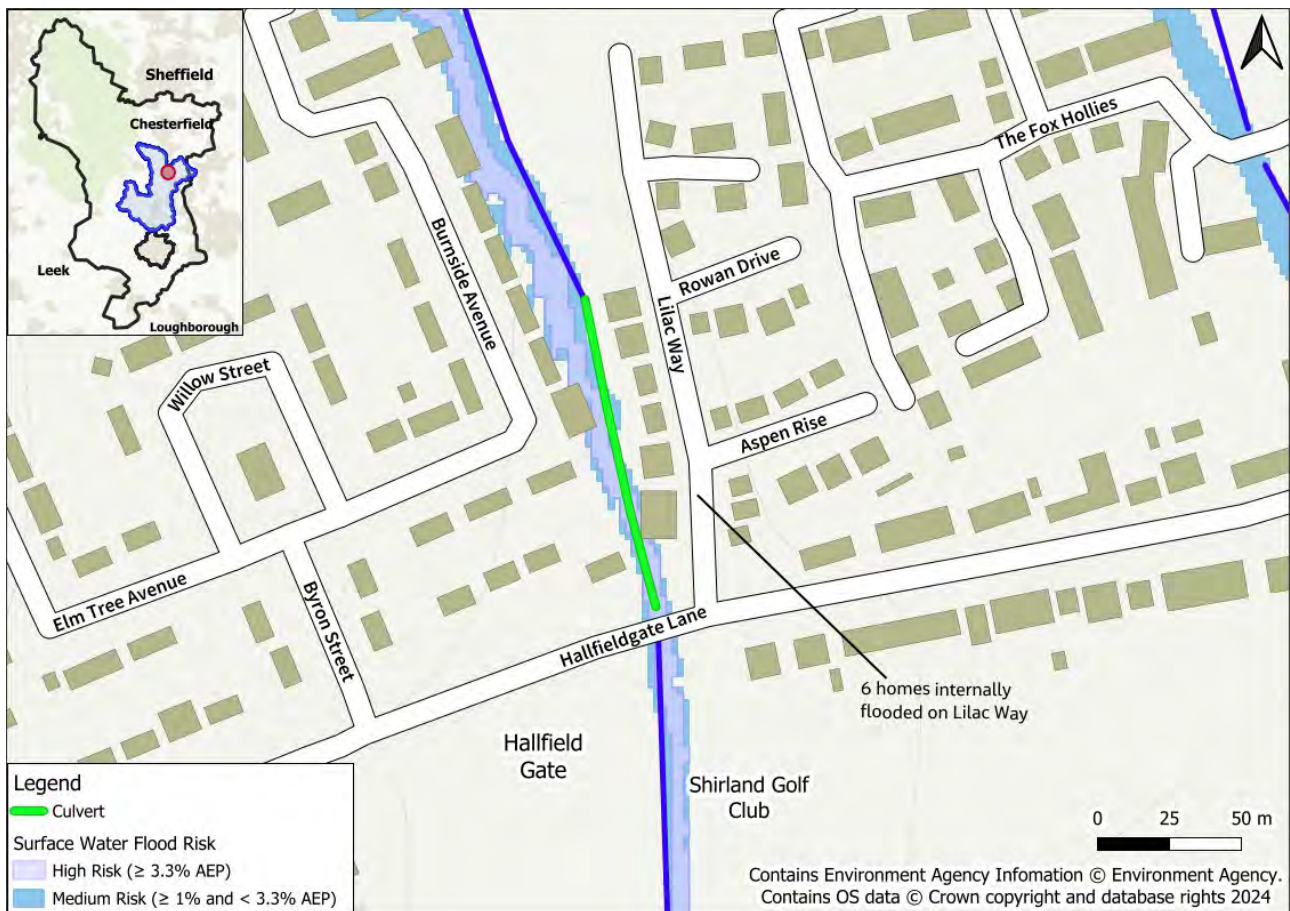 Sheffield
Chesterfield
Leek
Loughborough
The Fox Hollies
Burnside Avenue
Rowan Drive
Lilac Way
Willow Street
Aspen Rise
Elm Tree Avenue
Byron Street
Hallfieldgate Lane
6 homes internally
flooded on Lilac Way
Hallfield
Gate
Shirland Golf
Club
Legend
Culvert
Surface Water Flood Risk
High Risk (≥ 3.3% AEP)
Medium Risk (≥ 1% and < 3.3% AEP)
0 25 50 m
Contains Environment Agency Infomation © Environment Agency.
Contains OS data © Crown copyright and database rights 2024